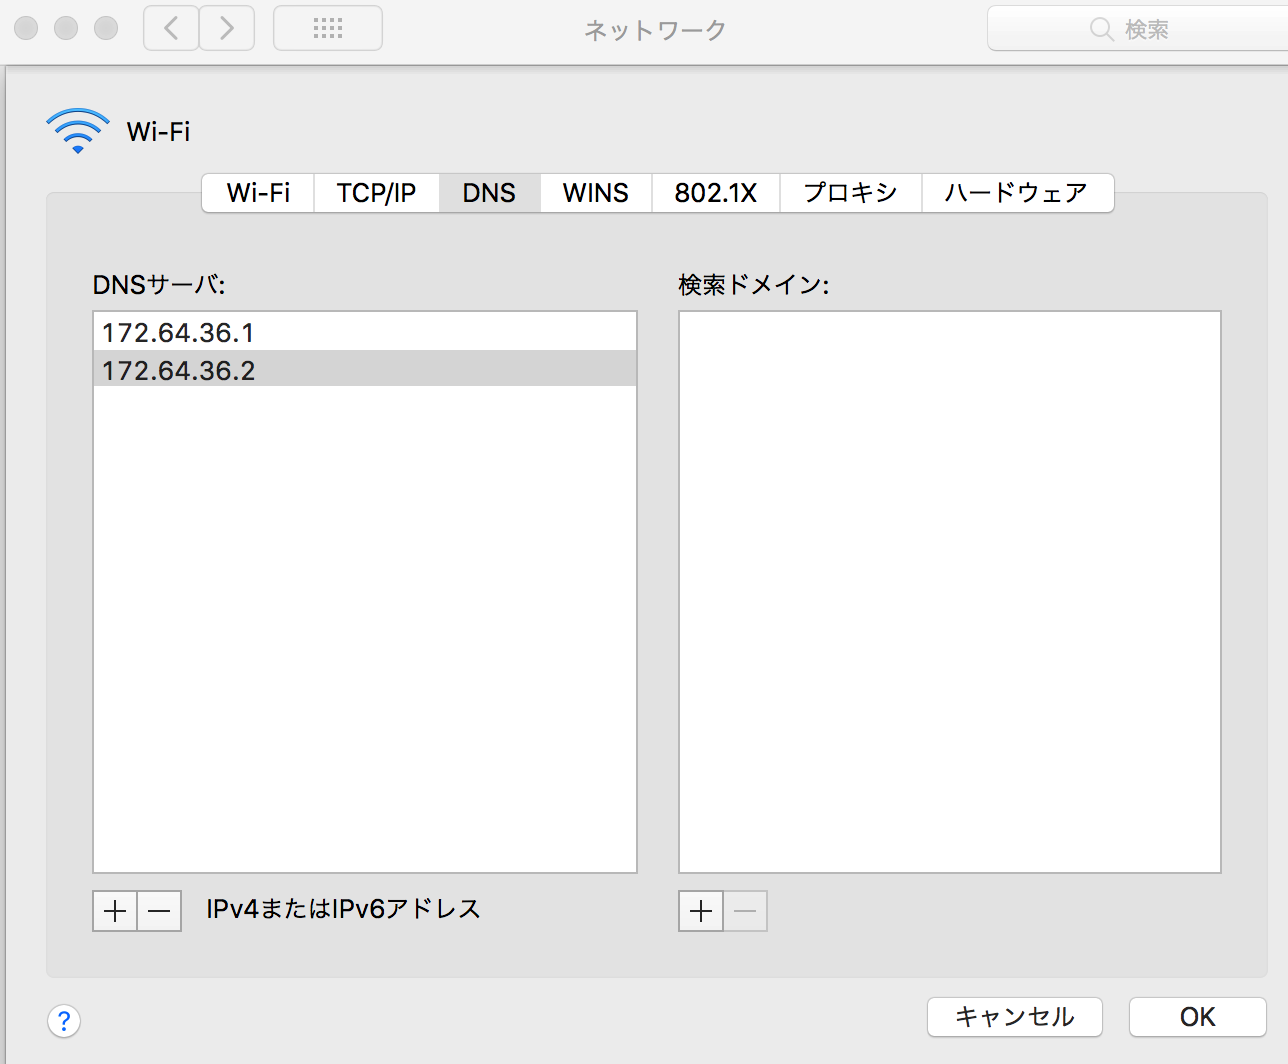 ネットワーク
検索
Wi-Fi
Wi-Fi TCP/IP DNS WINS 802.1X プロキシ ハードウェア
DNSサーバ: 検索ドメイン:
172.64.36.1
172.64.36.2
+ − IPv4またはIPv6アドレス + −
? キャンセル OK